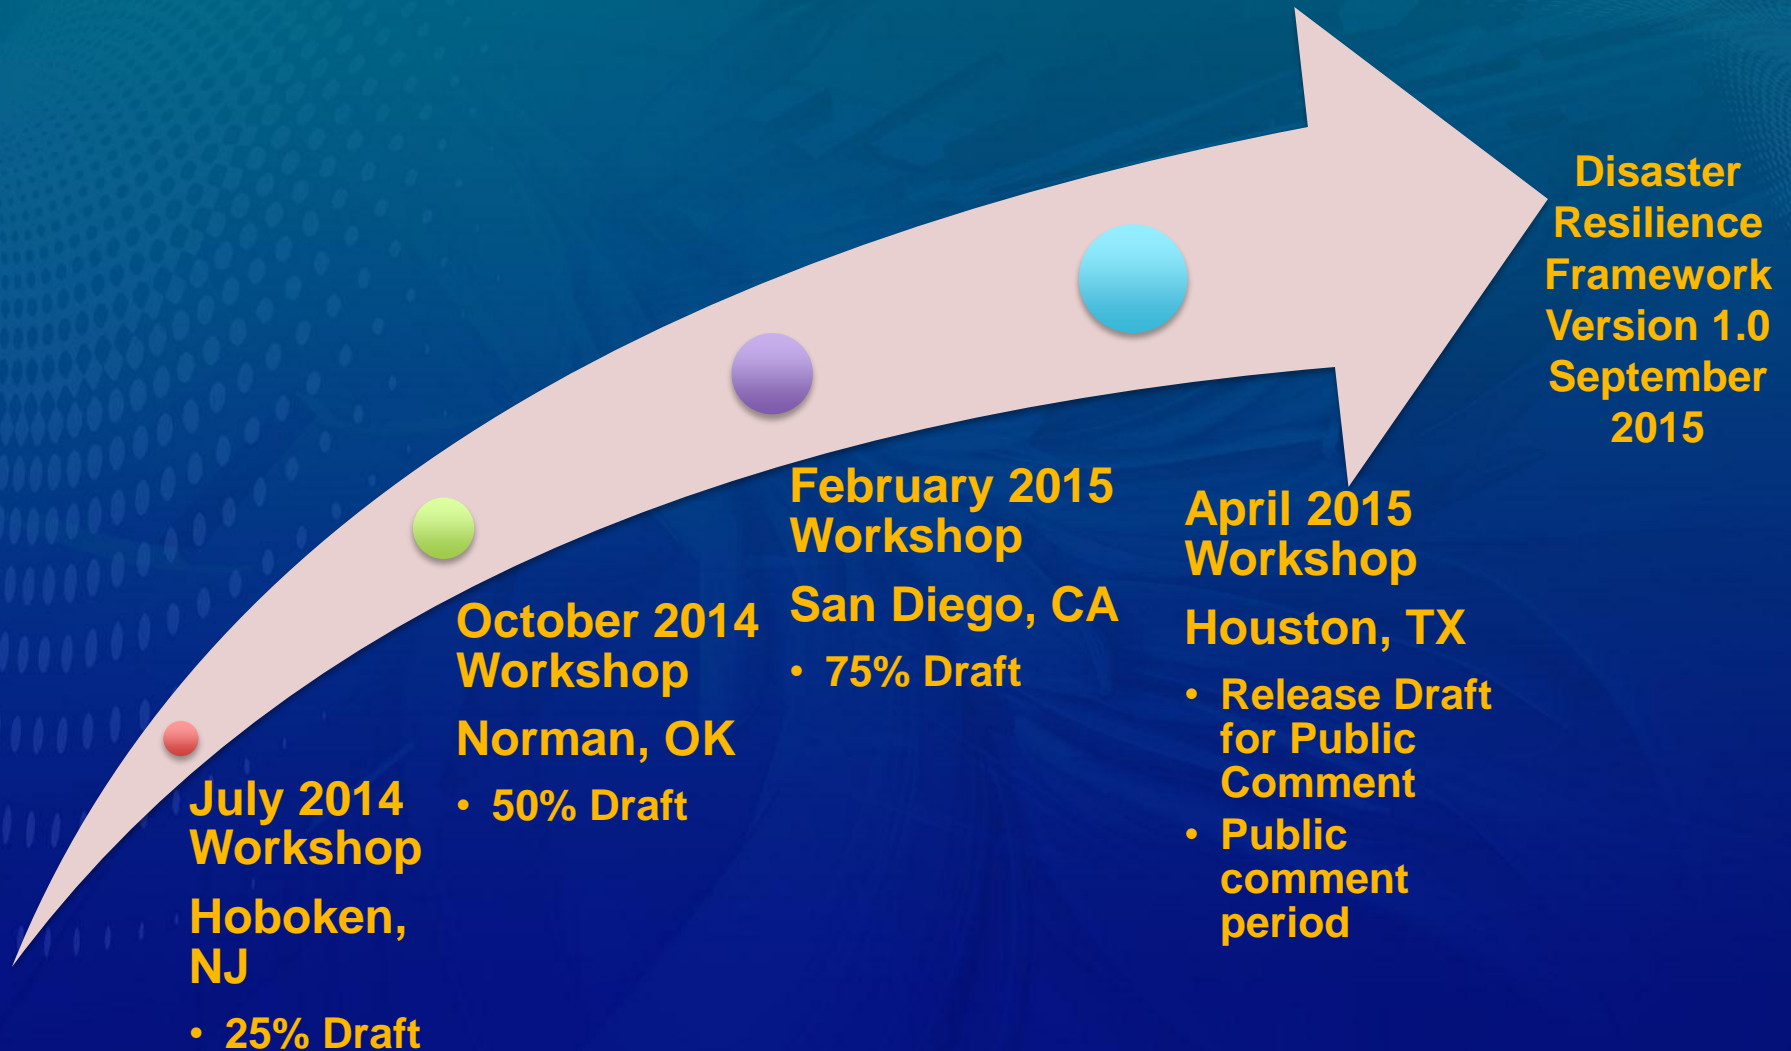 July 2014
Workshop
Hoboken,
NJ
• 25% Draft
October 2014
Workshop
Norman, OK
• 50% Draft
February 2015
Workshop
San Diego, CA
• 75% Draft
April 2015
Workshop
Houston, TX
• Release Draft
for Public
Comment
• Public
comment
period
Disaster
Resilience
Framework
Version 1.0
September
2015